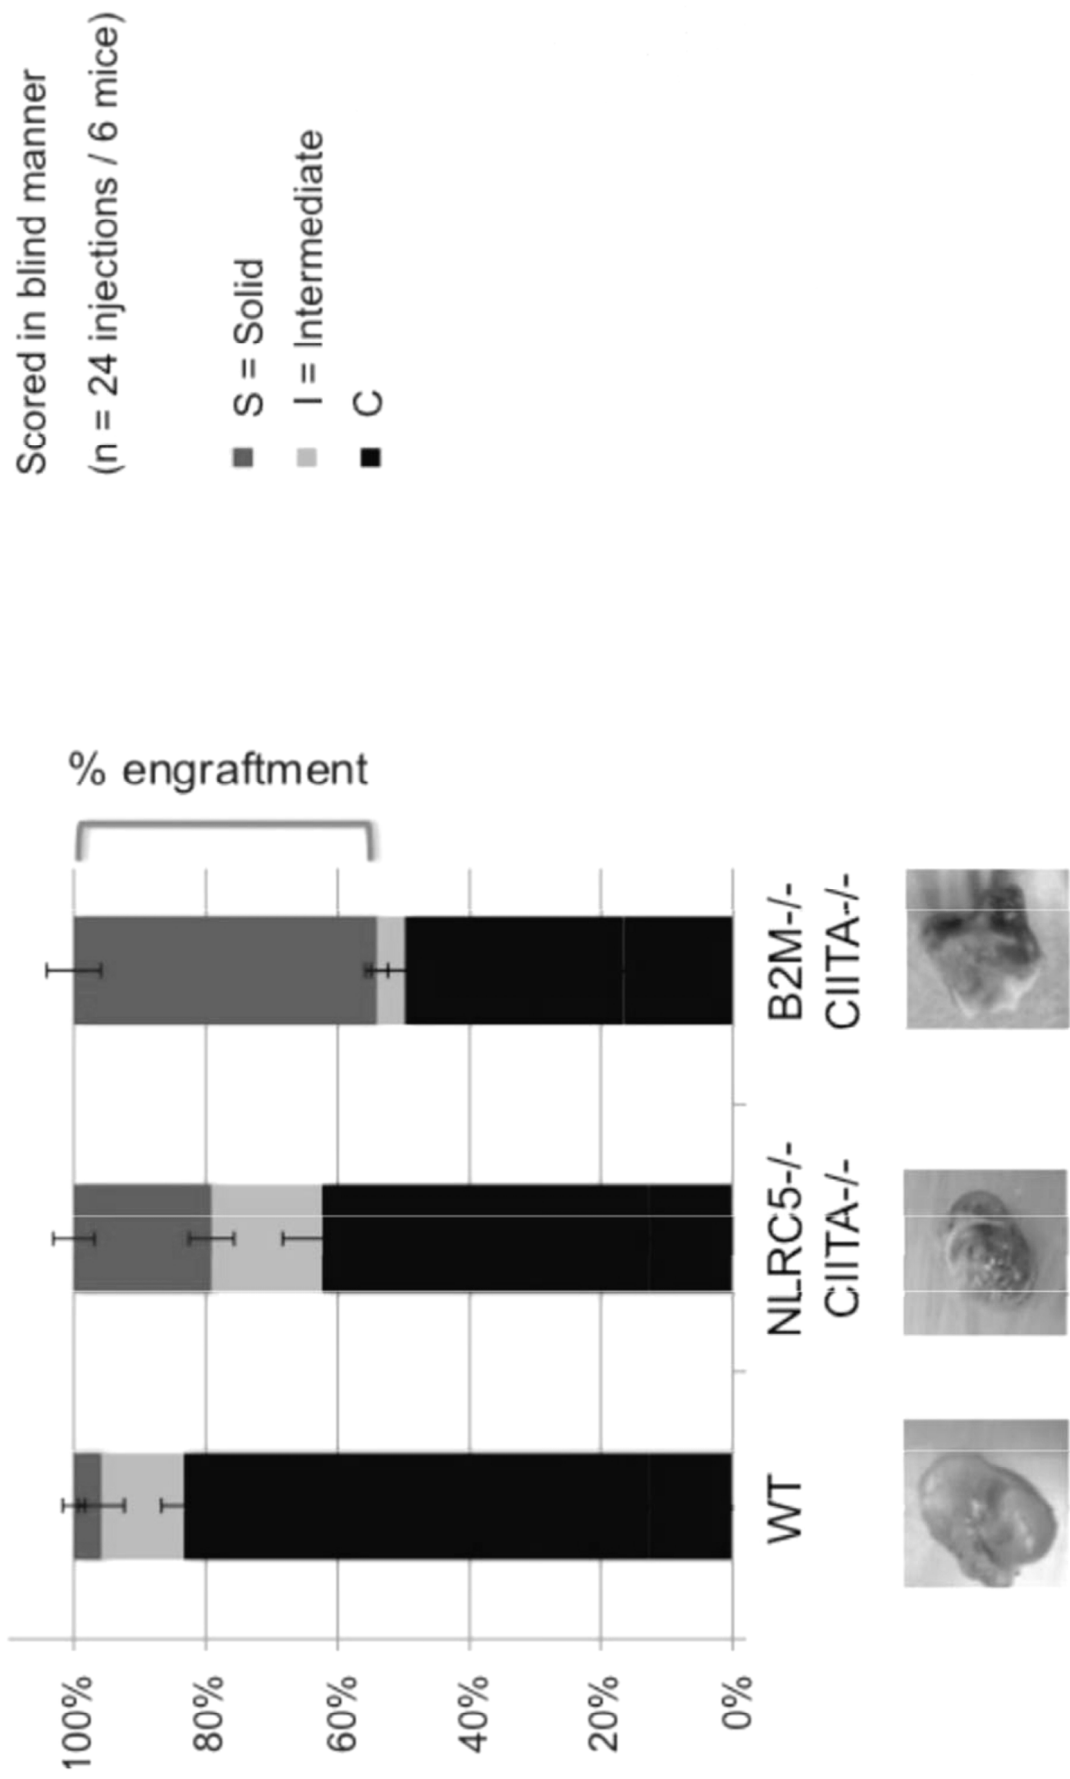 Scored in blind manner
(n = 24 injections / 6 mice)
S = Solid
I = Intermediate
C
% engraftment
100%
80%
60%
40%
20%
0%
WT
NLRC5-/-
CIITA-/-
B2M-/-
CIITA-/-